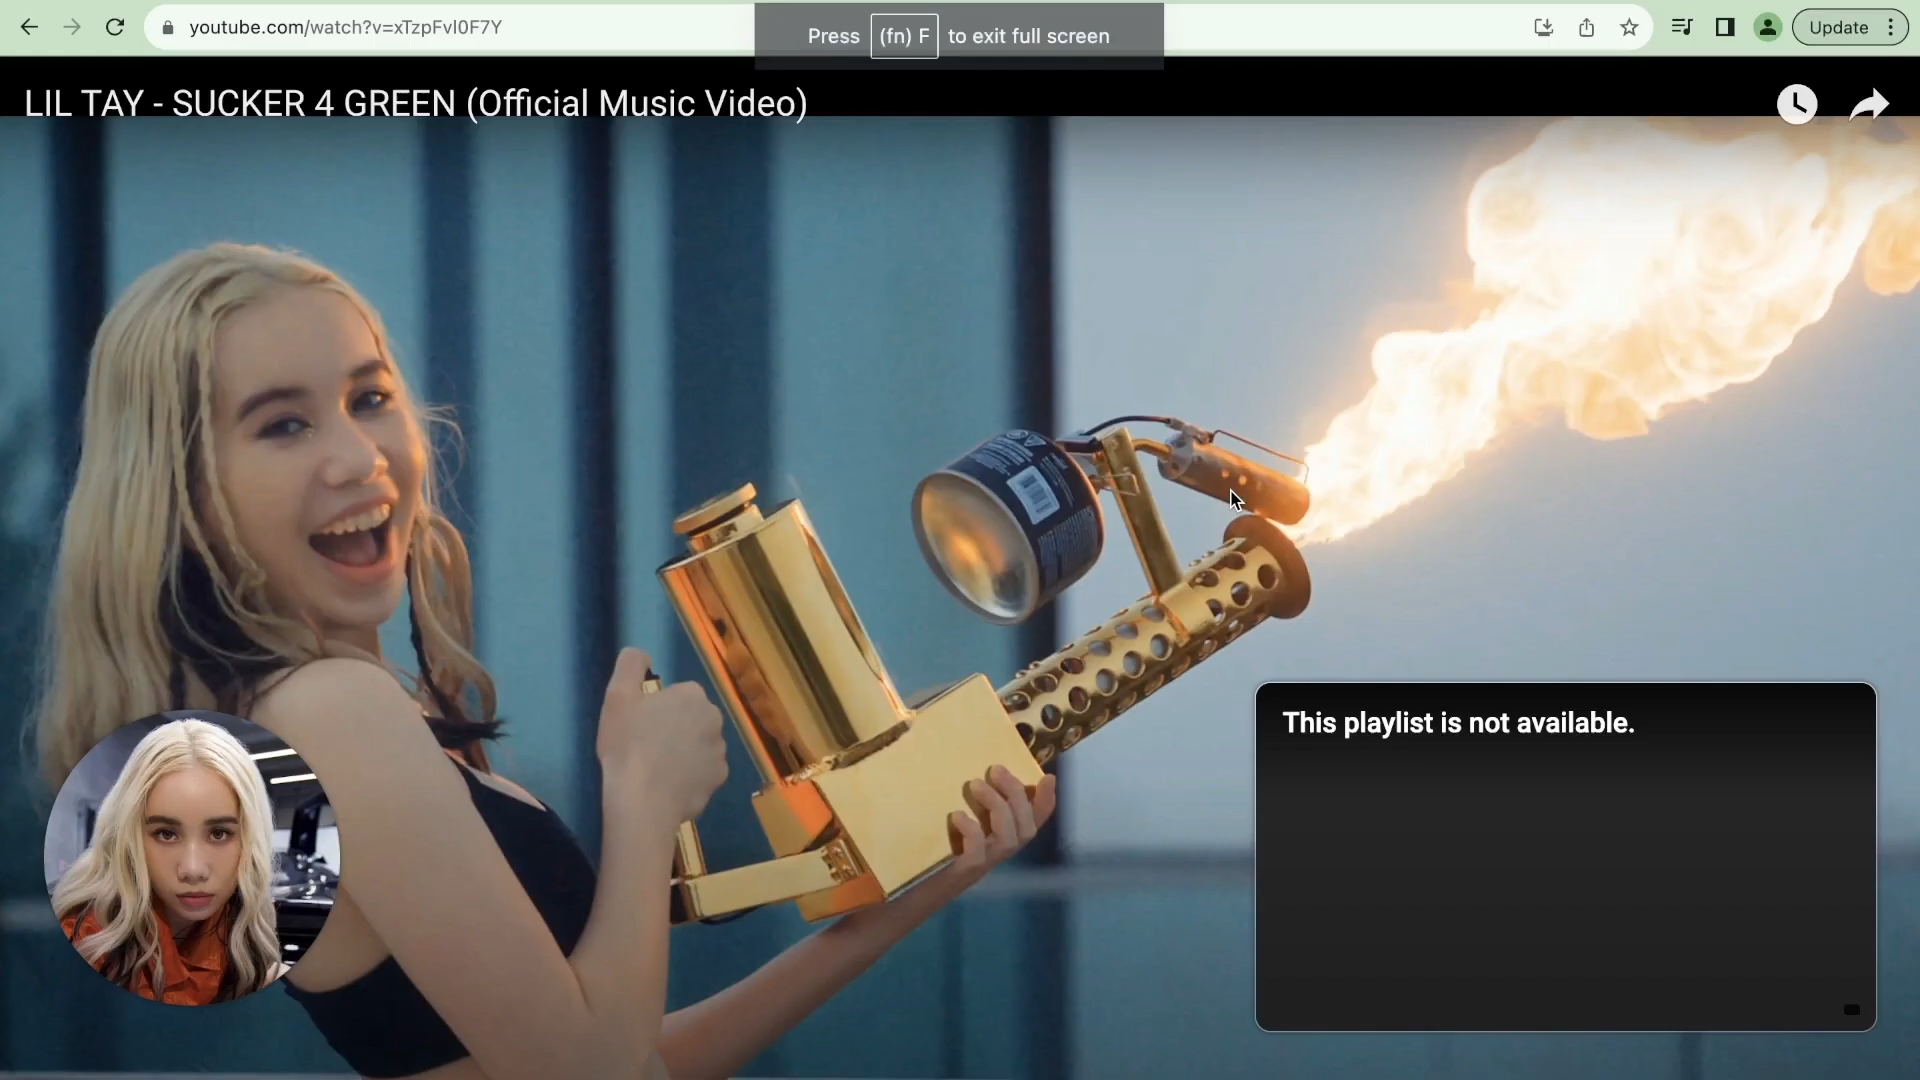 youtube.com/watch?v=xTzpFvl0F7Y
Press (fn) F to exit full screen
Update
LIL TAY - SUCKER 4 GREEN (Official Music Video)
This playlist is not available.